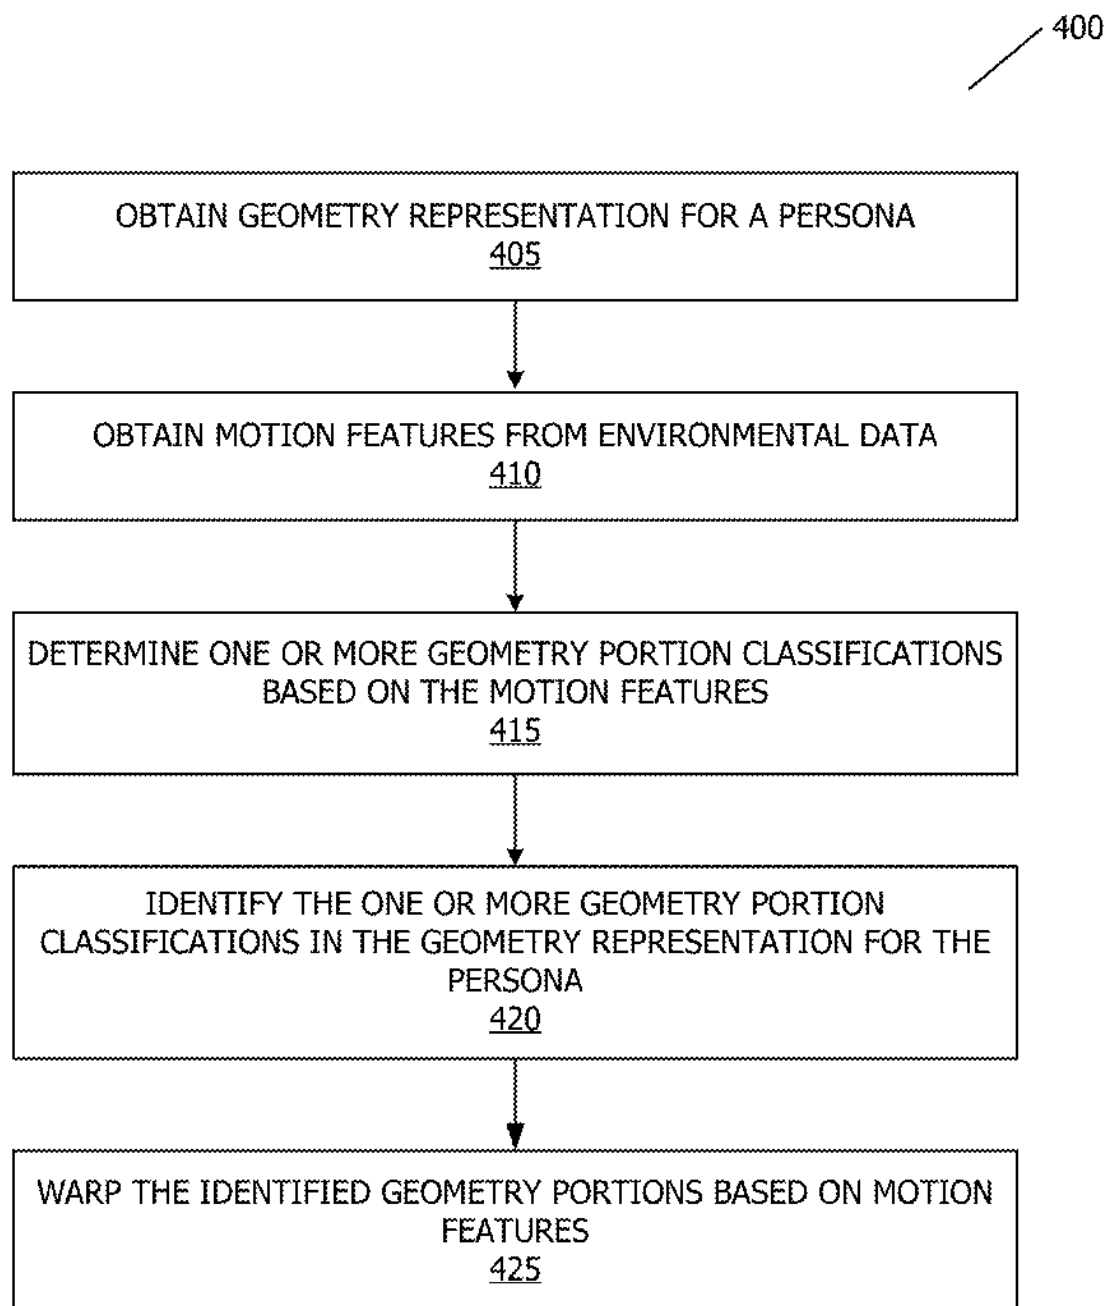 400
OBTAIN GEOMETRY REPRESENTATION FOR A PERSONA
405
OBTAIN MOTION FEATURES FROM ENVIRONMENTAL DATA
410
DETERMINE ONE OR MORE GEOMETRY PORTION CLASSIFICATIONS
BASED ON THE MOTION FEATURES
415
IDENTIFY THE ONE OR MORE GEOMETRY PORTION
CLASSIFICATIONS IN THE GEOMETRY REPRESENTATION FOR THE
PERSONA
420
WARP THE IDENTIFIED GEOMETRY PORTIONS BASED ON MOTION
FEATURES
425